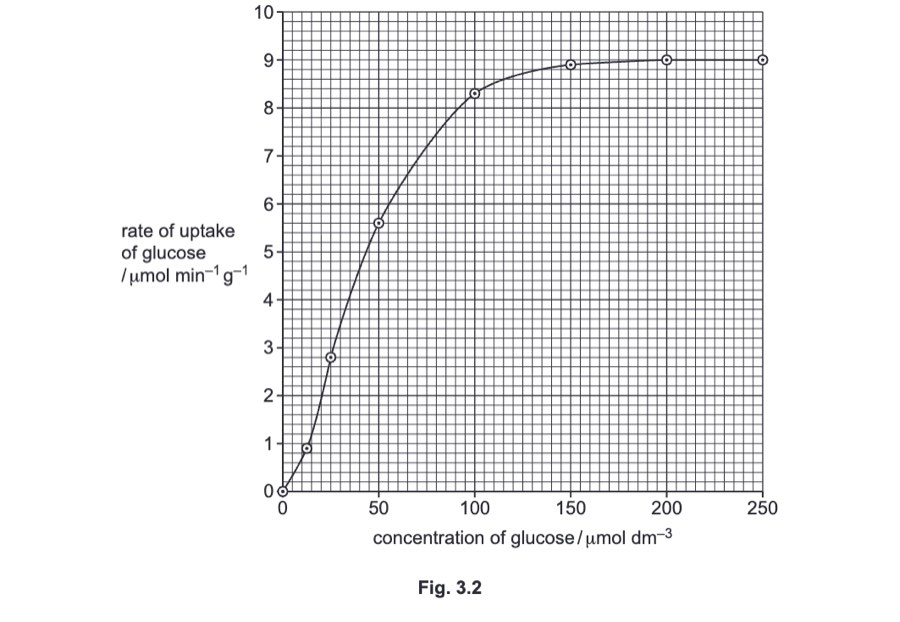 10
9
8
7
6
5
4
3
2
1
0
rate of uptake
of glucose
/µmol min⁻¹ g⁻¹
0 50 100 150 200 250
concentration of glucose/µmol dm⁻³
Fig. 3.2